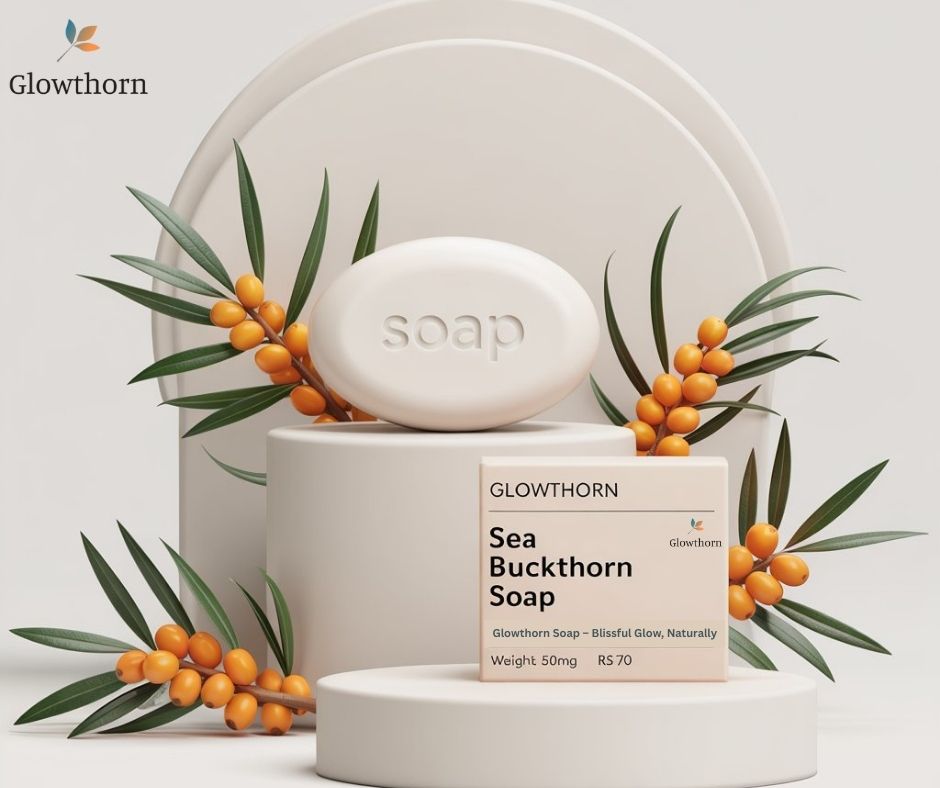 Glowthorn
soap
GLOWTHORN
Sea
Buckthorn
Soap
Glowthorn
Glowthorn Soap – Blissful Glow, Naturally
Weight 50mg RS 70